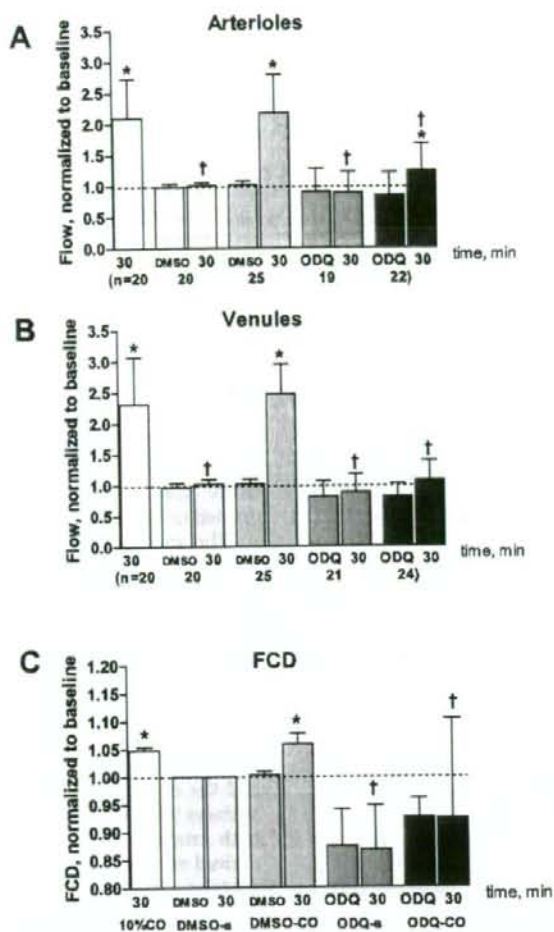 A
Arterioles
Flow, normalized to baseline
3.5
3.0
2.5
2.0
1.5
1.0
0.5
0.0
* † * † † *
30 DMSO 30 DMSO 30 ODQ 30 ODQ 30
time, min
(n=20 20 25 19 22)
B
Venules
Flow, normalized to baseline
3.5
3.0
2.5
2.0
1.5
1.0
0.5
0.0
* † * † †
30 DMSO 30 DMSO 30 ODQ 30 ODQ 30
time, min
(n=20 20 25 21 24)
C
FCD
FCD, normalized to baseline
1.20
1.15
1.10
1.05
1.00
0.95
0.90
0.85
0.80
* * † †
30 DMSO 30 DMSO 30 ODQ 30 ODQ 30
time, min
10%CO DMSO-s DMSO-CO ODQ-s ODQ-CO